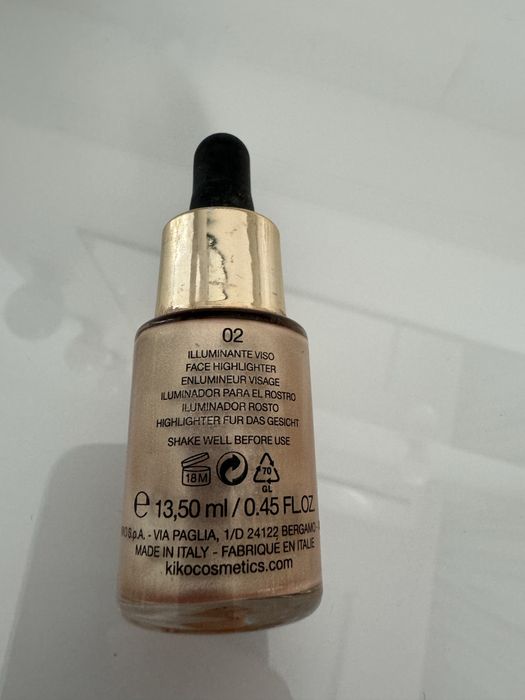 02
ILLUMINANTE VISO
FACE HIGHLIGHTER
ENLUMINEUR VISAGE
ILUMINADOR PARA EL ROSTRO
ILUMINADOR ROSTO
HIGHLIGHTER FUR DAS GESICHT
SHAKE WELL BEFORE USE
18M
70
GL
e 13,50 ml / 0.45 FL.OZ.
S.p.A. - VIA PAGLIA, 1/D 24122 BERGAMO -
MADE IN ITALY - FABRIQUÉ EN ITALIE
kikocosmetics.com